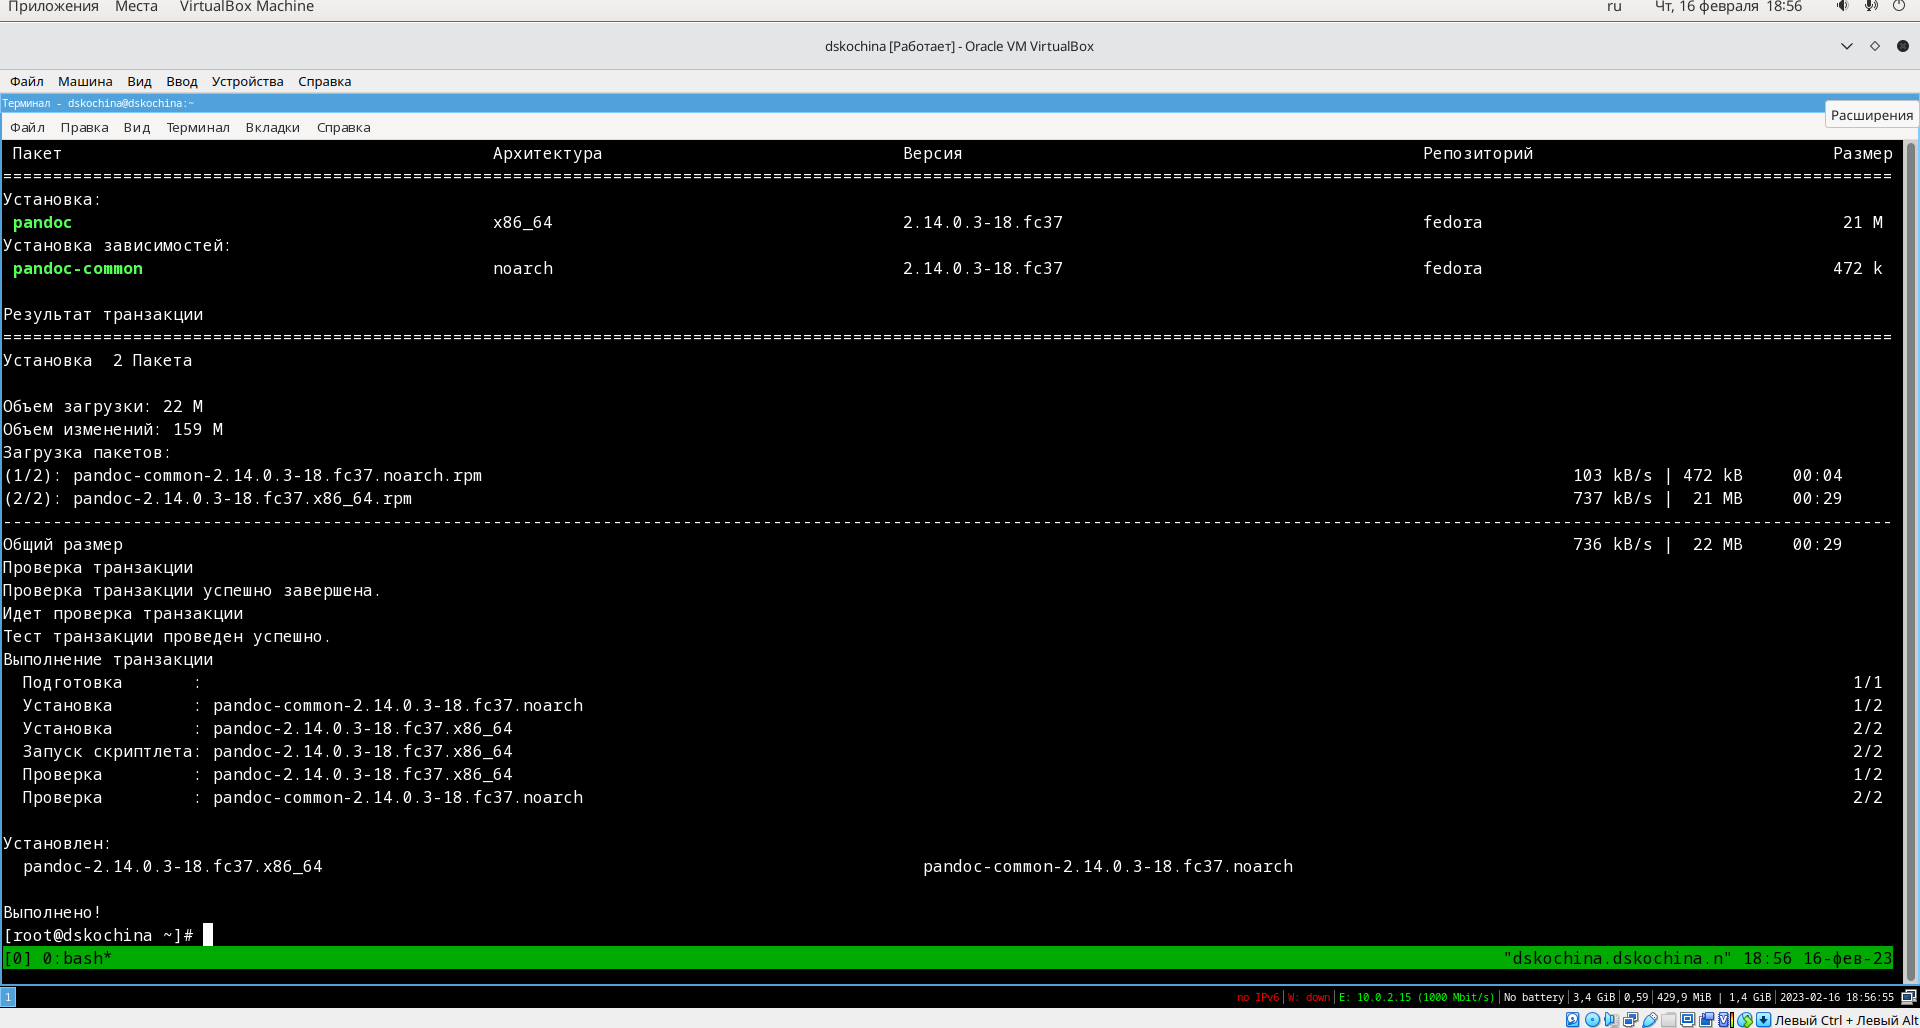 Приложения Места VirtualBox Machine ru Чт, 16 февраля 18:56
dskochina [Работает] - Oracle VM VirtualBox
Файл Машина Вид Ввод Устройства Справка
Терминал - dskochina@dskochina:~
Расширения
Файл Правка Вид Терминал Вкладки Справка
Пакет Архитектура Версия Репозиторий Размер
================================================================================
Установка:
pandoc x86_64 2.14.0.3-18.fc37 fedora 21 M
Установка зависимостей:
pandoc-common noarch 2.14.0.3-18.fc37 fedora 472 k
Результат транзакции
================================================================================
Установка 2 Пакета
Объем загрузки: 22 M
Объем изменений: 159 M
Загрузка пакетов:
(1/2): pandoc-common-2.14.0.3-18.fc37.noarch.rpm 103 kB/s | 472 kB 00:04
(2/2): pandoc-2.14.0.3-18.fc37.x86_64.rpm 737 kB/s | 21 MB 00:29
--------------------------------------------------------------------------------
Общий размер 736 kB/s | 22 MB 00:29
Проверка транзакции
Проверка транзакции успешно завершена.
Идет проверка транзакции
Тест транзакции проведен успешно.
Выполнение транзакции
Подготовка : 1/1
Установка : pandoc-common-2.14.0.3-18.fc37.noarch 1/2
Установка : pandoc-2.14.0.3-18.fc37.x86_64 2/2
Запуск скриптлета: pandoc-2.14.0.3-18.fc37.x86_64 2/2
Проверка : pandoc-2.14.0.3-18.fc37.x86_64 1/2
Проверка : pandoc-common-2.14.0.3-18.fc37.noarch 2/2
Установлен:
pandoc-2.14.0.3-18.fc37.x86_64 pandoc-common-2.14.0.3-18.fc37.noarch
Выполнено!
[root@dskochina ~]#
[0] 0:bash* "dskochina.dskochina.n" 18:56 16-фев-23
1 no IPv6 | W: down | E: 10.0.2.15 (1000 Mbit/s) | No battery | 3,4 GiB | 0,59 | 429,9 MiB | 1,4 GiB | 2023-02-16 18:56:55
Левый Ctrl + Левый Alt